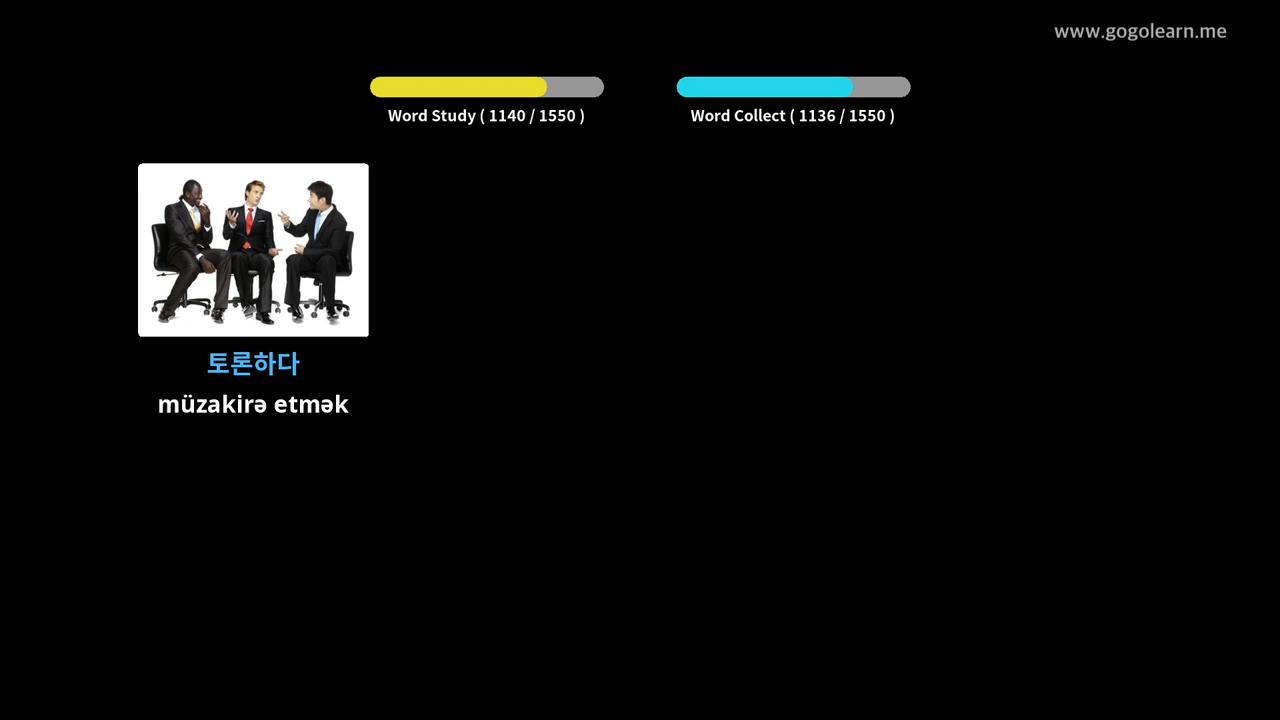 www.gogolearn.me
Word Study ( 1140 / 1550 )
Word Collect ( 1136 / 1550 )
토론하다
müzakirə etmək